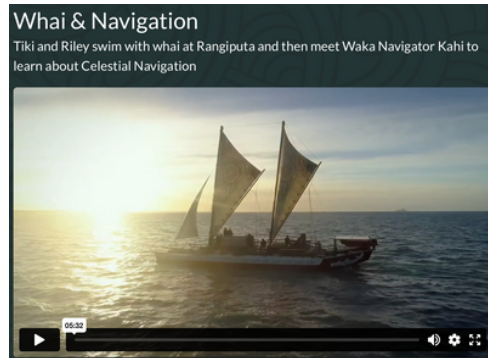 Whai & Navigation
Tiki and Riley swim with whai at Rangiputa and then meet Waka Navigator Kahi to
learn about Celestial Navigation
05:32